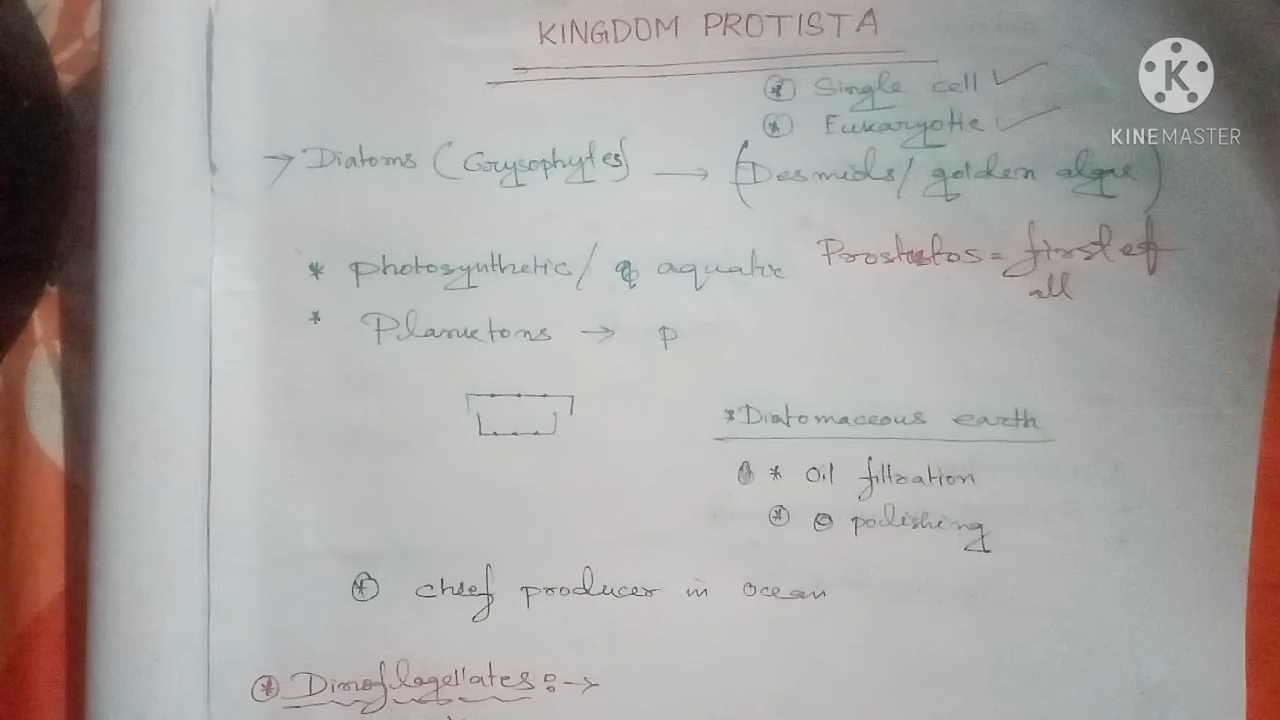 KINGDOM PROTISTA
K
KINEMASTER
* Single cell ✓
* Eukaryotic ✓
→ Diatoms (Crysophytes) → (Desmids/ golden algae)
* photosynthetic/ aquatic
Prostistos = first of all
* Planktons → p
* Diatomaceous earth
* oil filtration
* polishing
* chief producer in ocean
* Dinoflagellates :→